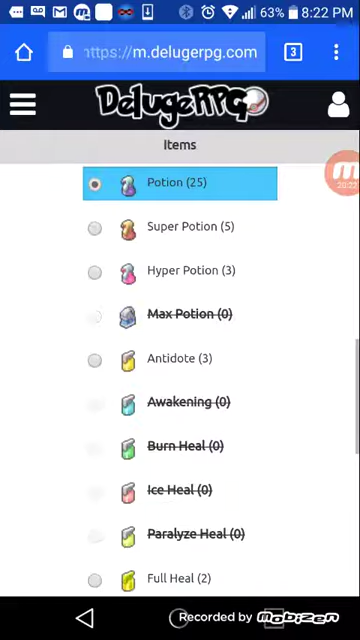 63% 8:22 PM
https://m.delugerpg.com 3
DelugeRPG
Items
20:22
Potion (25)
Super Potion (5)
Hyper Potion (3)
Max Potion (0)
Antidote (3)
Awakening (0)
Burn Heal (0)
Ice Heal (0)
Paralyze Heal (0)
Full Heal (2)
Recorded by Mobizen